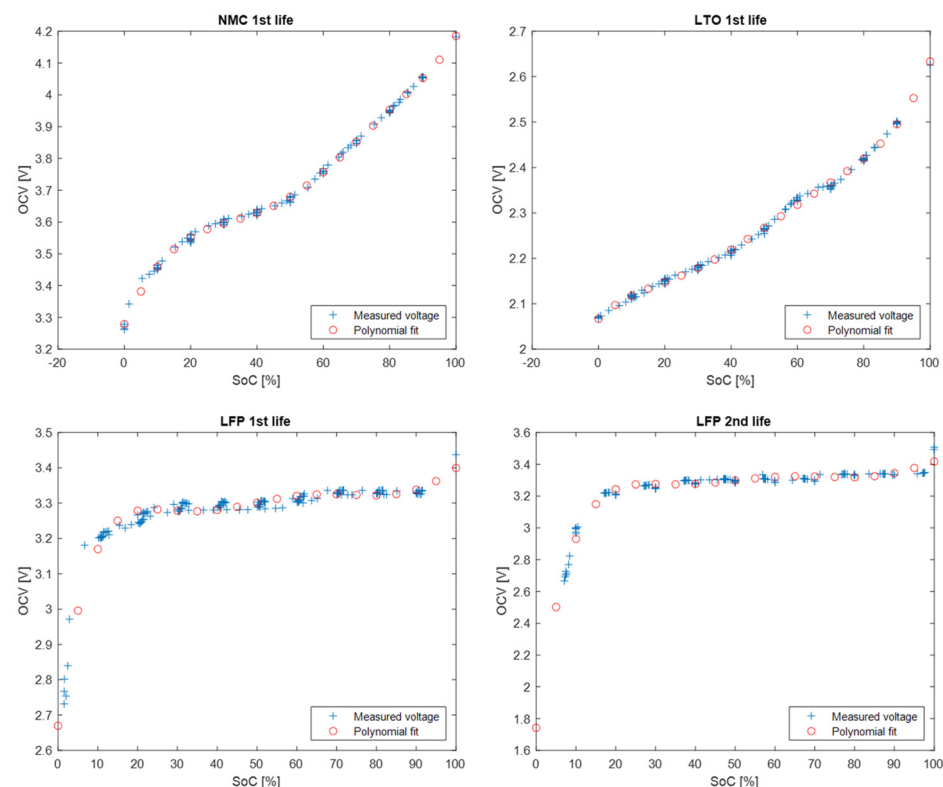 NMC 1st life
4.2
4.1
4
3.9
3.8
3.7
3.6
3.5
3.4
3.3
3.2
OCV [V]
-20 0 20 40 60 80 100
SoC [%]
Measured voltage
Polynomial fit
LTO 1st life
2.7
2.6
2.5
2.4
2.3
2.2
2.1
2
OCV [V]
-20 0 20 40 60 80 100
SoC [%]
Measured voltage
Polynomial fit
LFP 1st life
3.5
3.4
3.3
3.2
3.1
3
2.9
2.8
2.7
2.6
OCV [V]
0 10 20 30 40 50 60 70 80 90 100
SoC [%]
Measured voltage
Polynomial fit
LFP 2nd life
3.6
3.4
3.2
3
2.8
2.6
2.4
2.2
2
1.8
1.6
OCV [V]
0 10 20 30 40 50 60 70 80 90 100
SoC [%]
Measured voltage
Polynomial fit